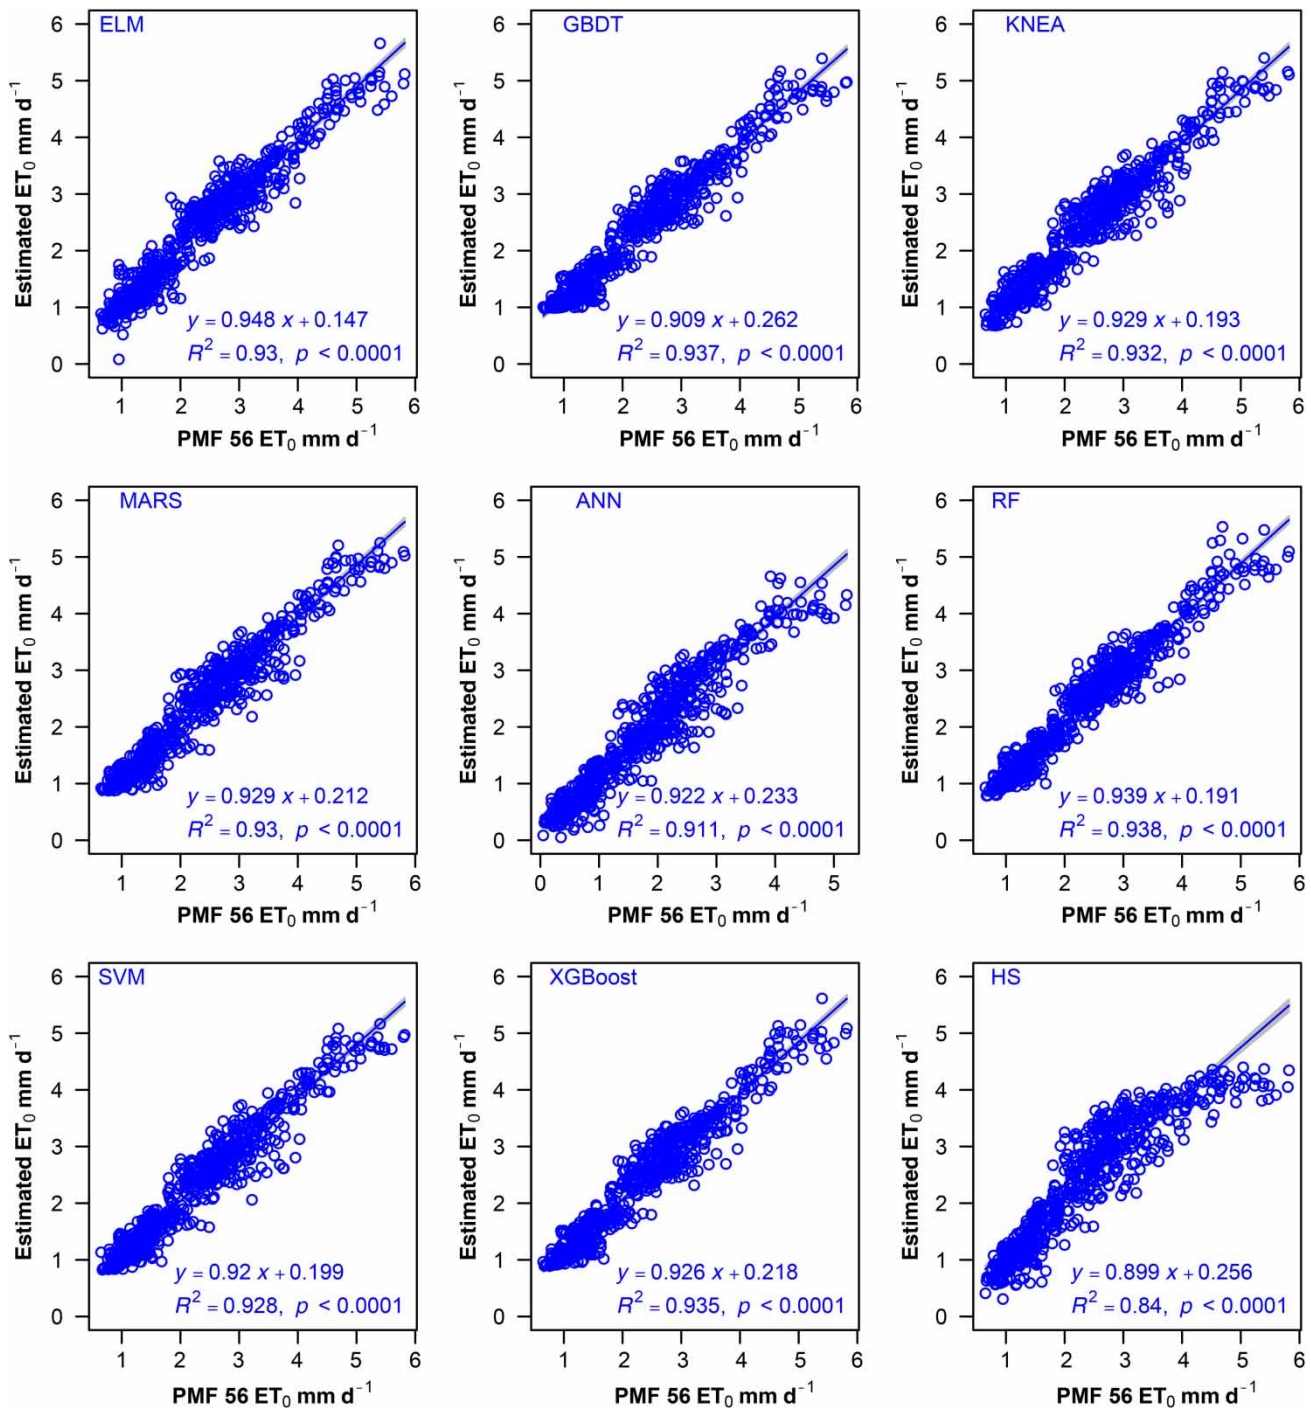 ELM
GBDT
KNEA
6
5
4
3
2
1
0
Estimated ET₀ mm d⁻¹
y = 0.948 x + 0.147
R² = 0.93, p < 0.0001
1 2 3 4 5 6
PMF 56 ET₀ mm d⁻¹
6
5
4
3
2
1
0
Estimated ET₀ mm d⁻¹
y = 0.909 x + 0.262
R² = 0.937, p < 0.0001
1 2 3 4 5 6
PMF 56 ET₀ mm d⁻¹
6
5
4
3
2
1
0
Estimated ET₀ mm d⁻¹
y = 0.929 x + 0.193
R² = 0.932, p < 0.0001
1 2 3 4 5 6
PMF 56 ET₀ mm d⁻¹
MARS
ANN
RF
6
5
4
3
2
1
0
Estimated ET₀ mm d⁻¹
y = 0.929 x + 0.212
R² = 0.93, p < 0.0001
1 2 3 4 5 6
PMF 56 ET₀ mm d⁻¹
6
5
4
3
2
1
0
Estimated ET₀ mm d⁻¹
y = 0.922 x + 0.233
R² = 0.911, p < 0.0001
0 1 2 3 4 5
PMF 56 ET₀ mm d⁻¹
6
5
4
3
2
1
0
Estimated ET₀ mm d⁻¹
y = 0.939 x + 0.191
R² = 0.938, p < 0.0001
1 2 3 4 5 6
PMF 56 ET₀ mm d⁻¹
SVM
XGBoost
HS
6
5
4
3
2
1
0
Estimated ET₀ mm d⁻¹
y = 0.92 x + 0.199
R² = 0.928, p < 0.0001
1 2 3 4 5 6
PMF 56 ET₀ mm d⁻¹
6
5
4
3
2
1
0
Estimated ET₀ mm d⁻¹
y = 0.926 x + 0.218
R² = 0.935, p < 0.0001
1 2 3 4 5 6
PMF 56 ET₀ mm d⁻¹
6
5
4
3
2
1
0
Estimated ET₀ mm d⁻¹
y = 0.899 x + 0.256
R² = 0.84, p < 0.0001
1 2 3 4 5 6
PMF 56 ET₀ mm d⁻¹